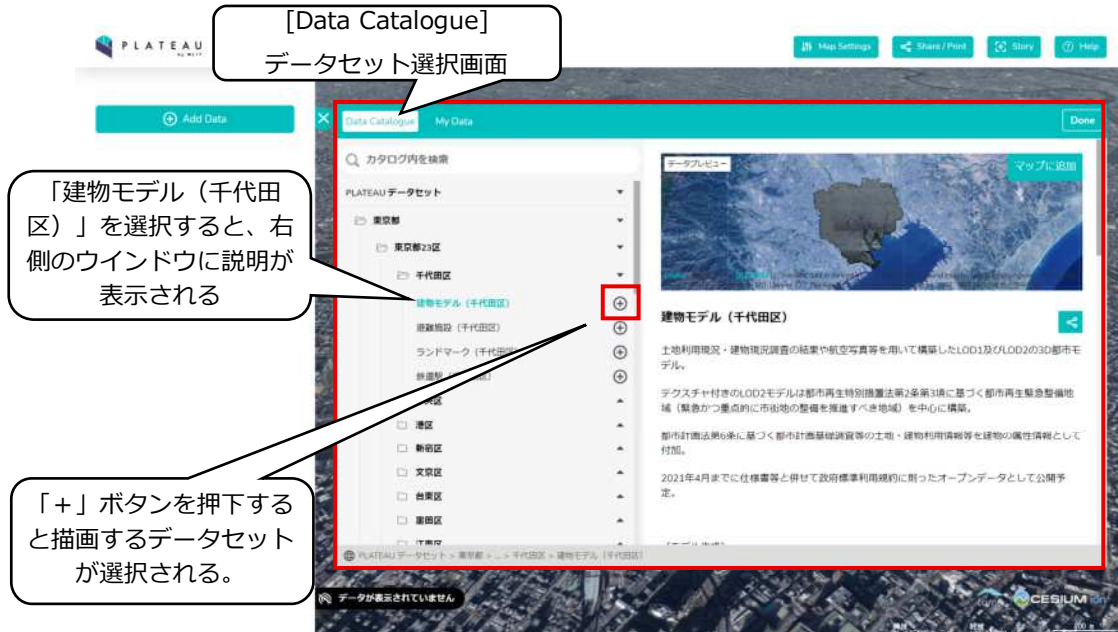 [Data Catalogue]
データセット選択画面
PLATEAU
by MLIT
Map Settings
Share / Print
Story
Help
Add Data
Data Catalogue
My Data
Done
カタログ内を検索
PLATEAU データセット
東京都
東京都23区
千代田区
建物モデル（千代田区）
避難施設（千代田区）
ランドマーク（千代田区）
港区
新宿区
文京区
台東区
墨田区
江東区
PLATEAU データセット > 東京都 > ... > 千代田区 > 建物モデル（千代田区）
データプレビュー
マップに追加
建物モデル（千代田区）
土地利用現況・建物現況調査の結果や航空写真等を用いて構築したLOD1及びLOD2の3D都市モ
デル。
テクスチャ付きのLOD2モデルは都市再生特別措置法第2条第3項に基づく都市再生緊急整備地
域（緊急かつ重点的に市街地の整備を推進すべき地域）を中心に構築。
都市計画法第6条に基づく都市計画基礎調査等の土地・建物利用情報等を建物の属性情報として
付加。
2021年4月までに仕様書等と併せて政府標準利用規約に則ったオープンデータとして公開予
定。
「建物モデル（千代田
区）」を選択すると、右
側のウインドウに説明が
表示される
「+」ボタンを押下する
と描画するデータセット
が選択される。
データが表示されていません
CESIUM ion